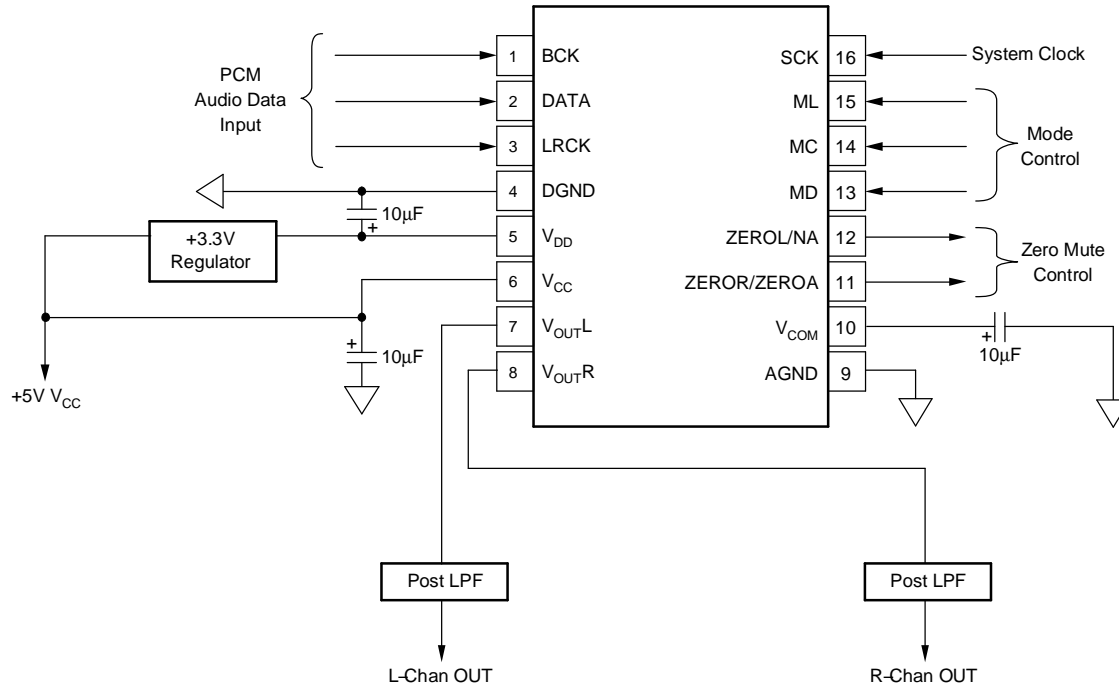 PCM
Audio Data
Input
1 BCK
2 DATA
3 LRCK
4 DGND
5 VDD
6 VCC
7 VOUTL
8 VOUTR
SCK 16
ML 15
MC 14
MD 13
ZEROL/NA 12
ZEROR/ZEROA 11
VCOM 10
AGND 9
System Clock
Mode
Control
Zero Mute
Control
10μF
+
+3.3V
Regulator
+
10μF
+5V VCC
+
10μF
Post LPF
Post LPF
L–Chan OUT
R–Chan OUT